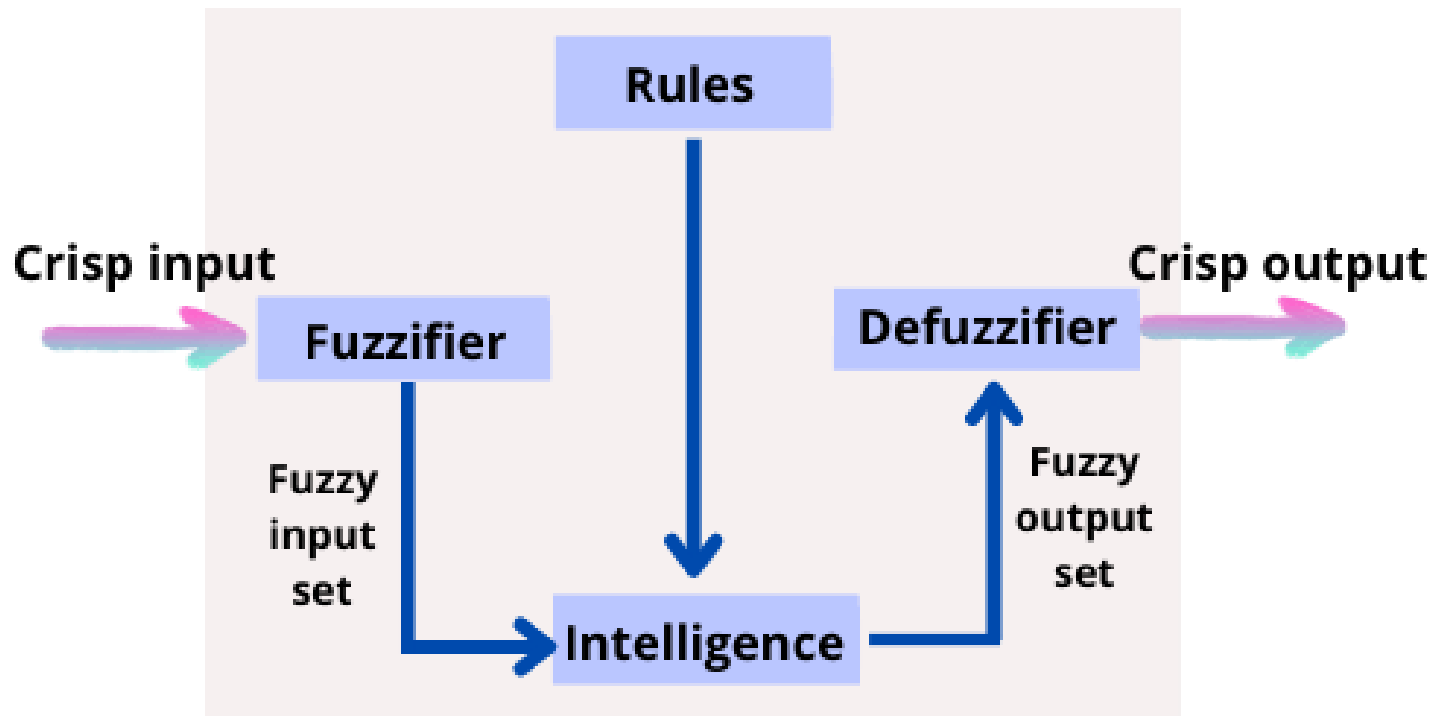 Rules
Crisp input
Crisp output
Fuzzifier
Defuzzifier
Fuzzy
input
set
Fuzzy
output
set
Intelligence